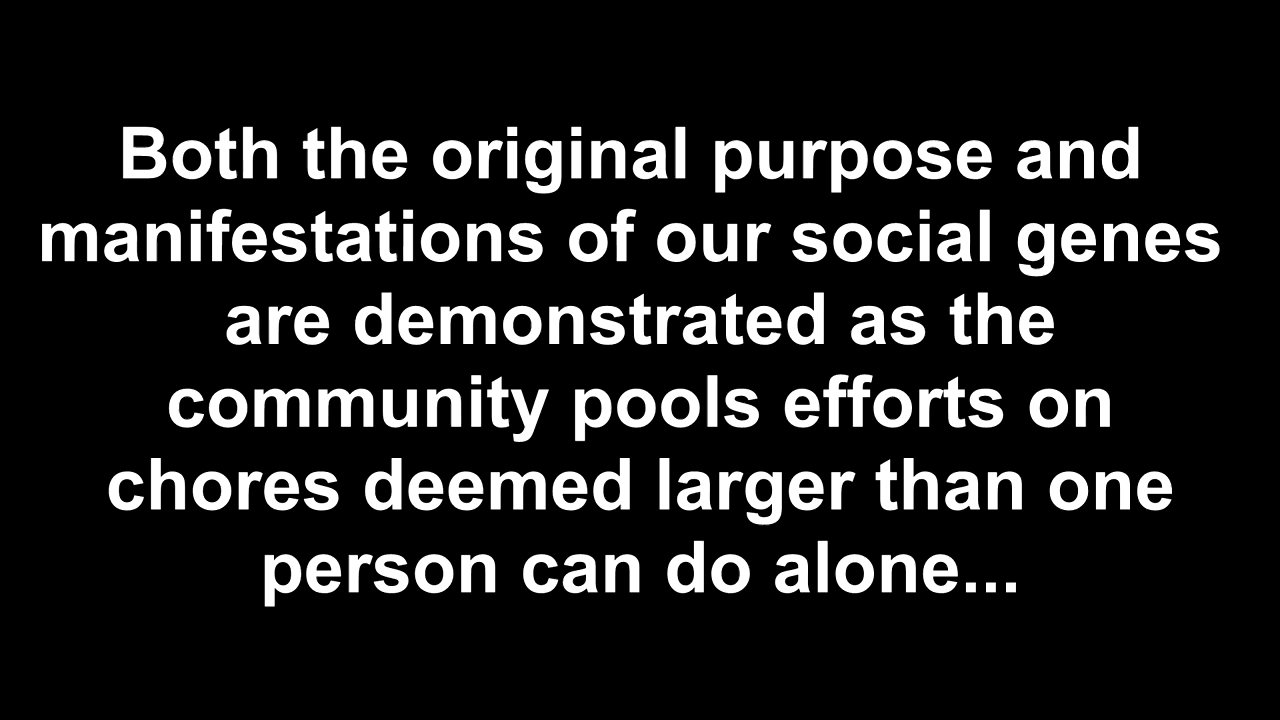 Both the original purpose and
manifestations of our social genes
are demonstrated as the
community pools efforts on
chores deemed larger than one
person can do alone...